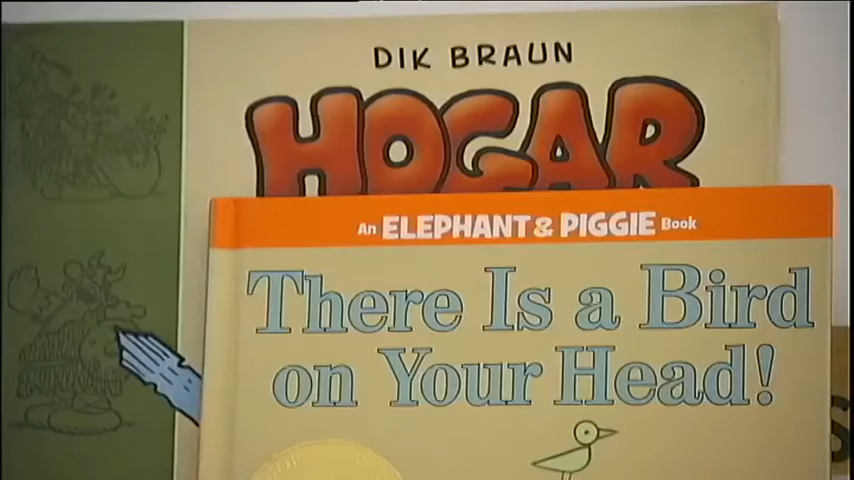 DIK BRAUN
HOGAR
An ELEPHANT & PIGGIE Book
There Is a Bird
on Your Head!